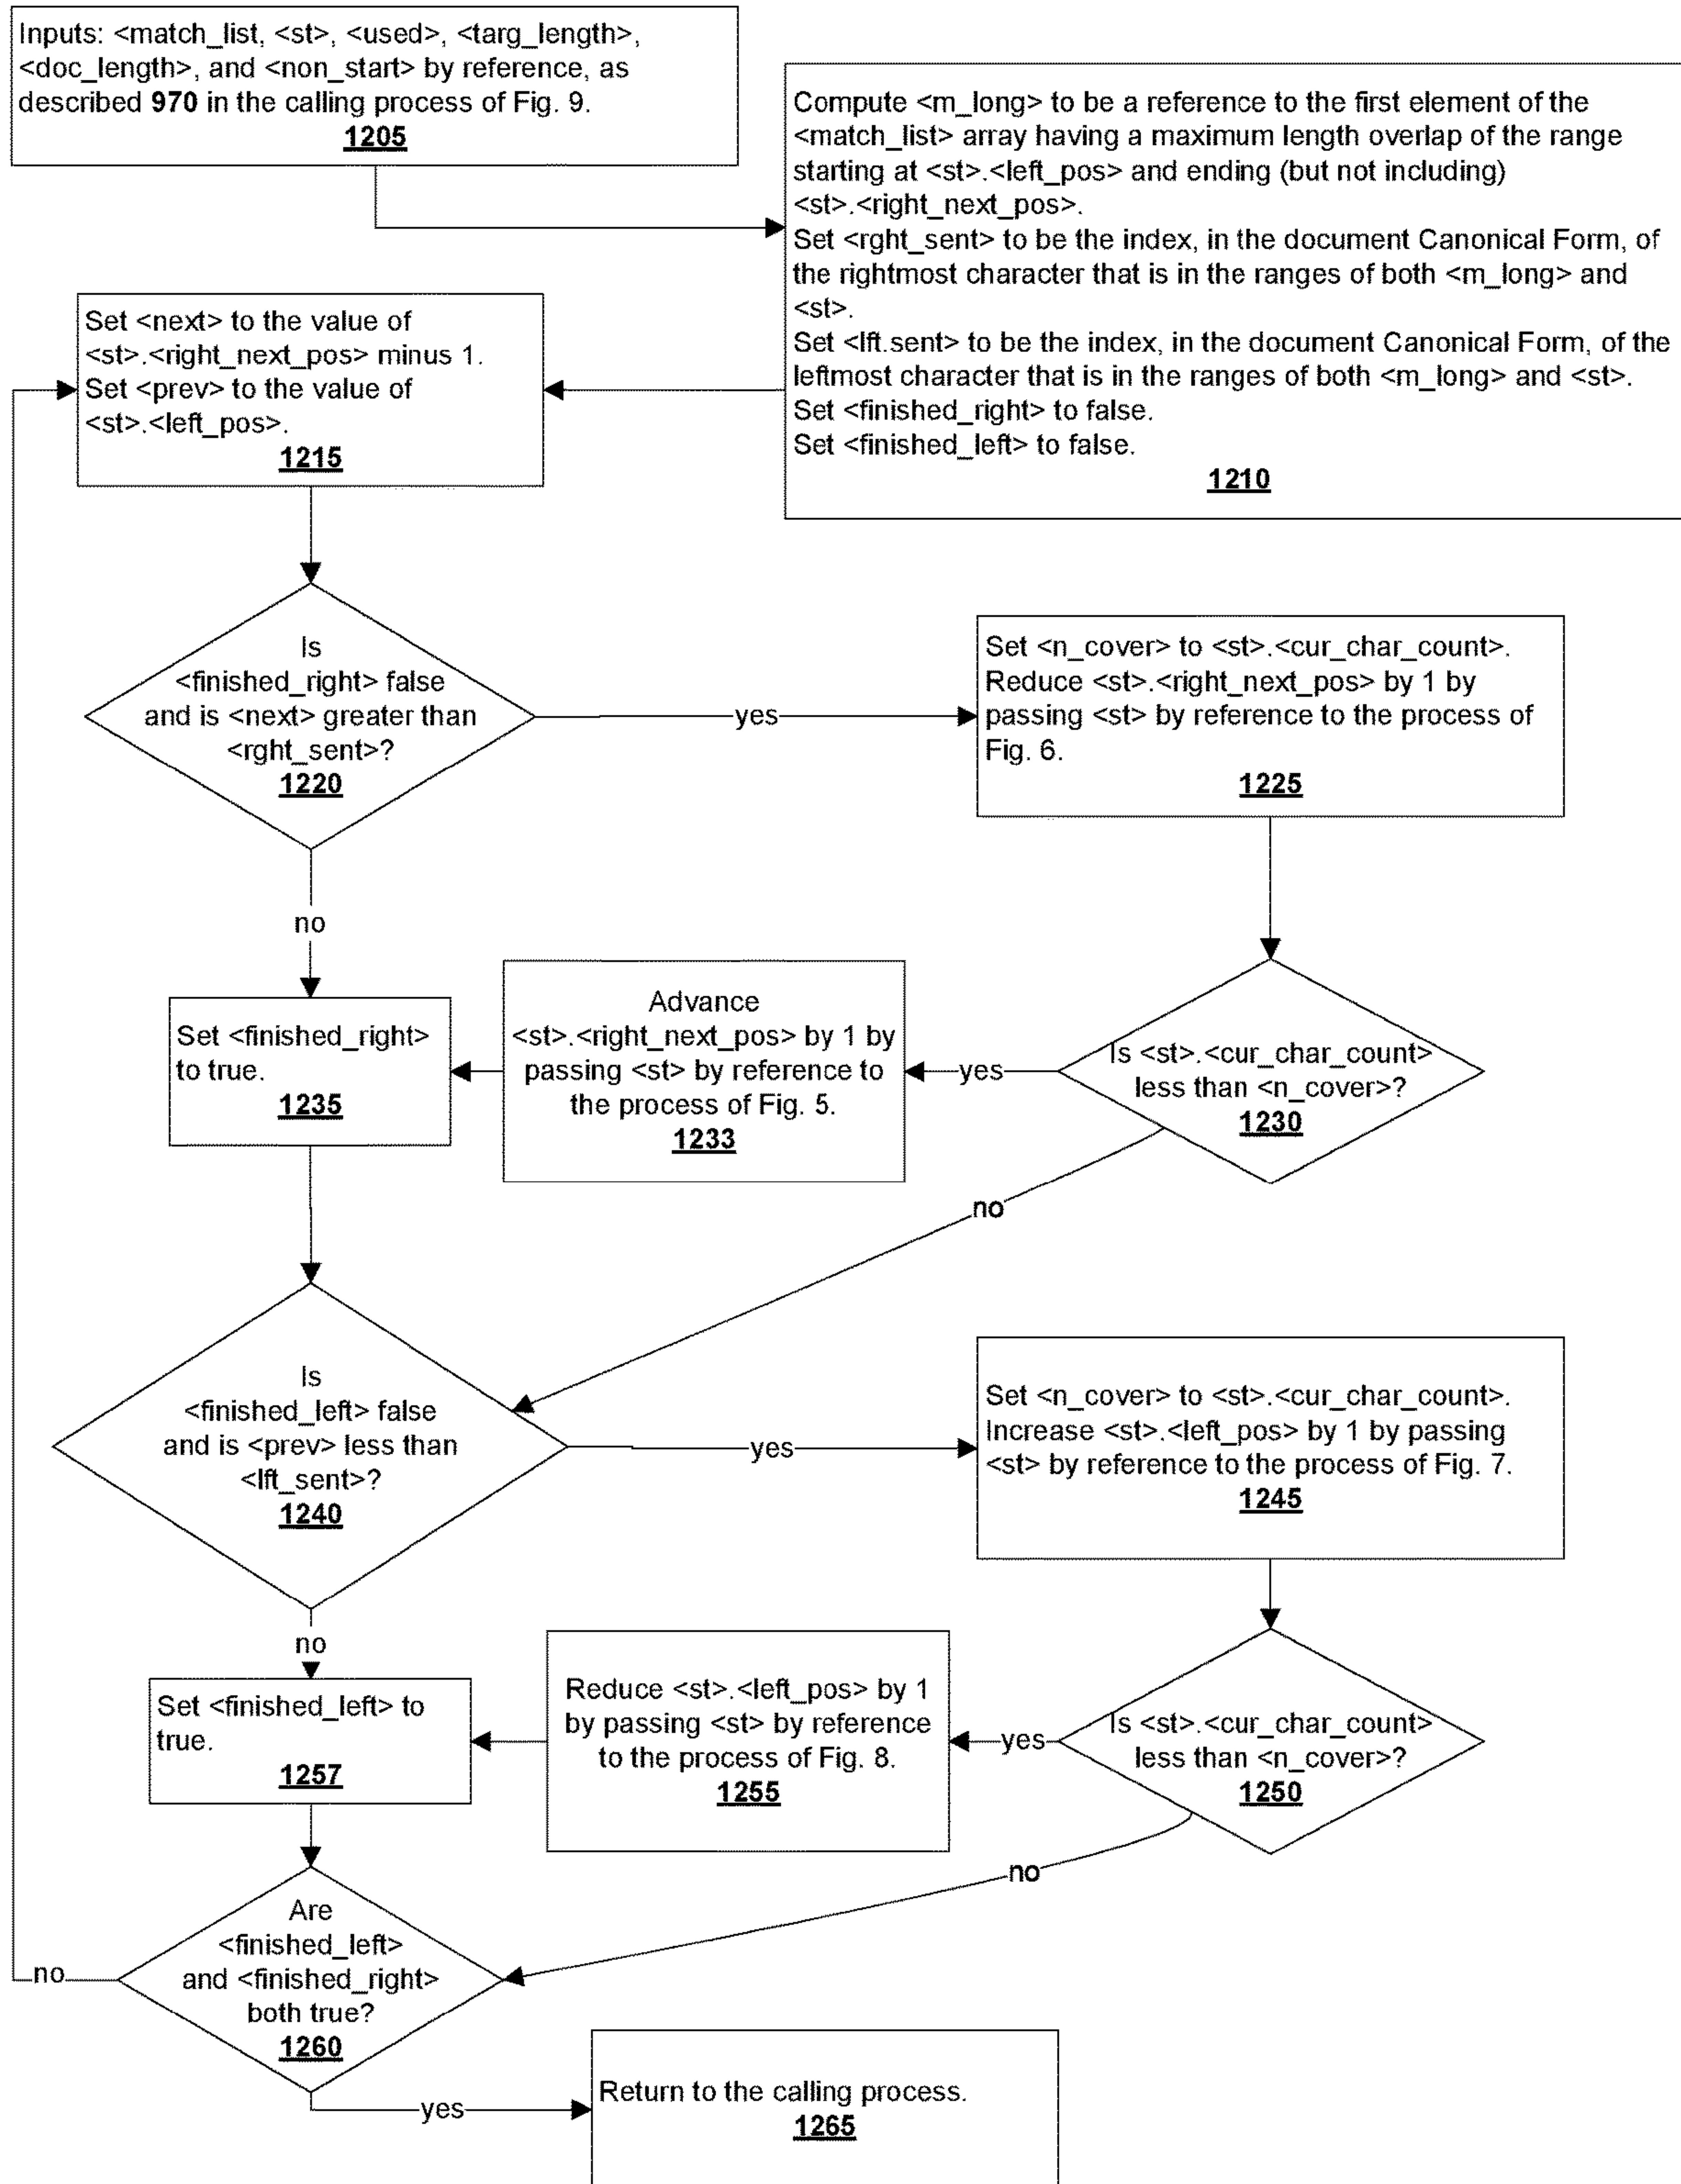 Inputs: <match_list, <st>, <used>, <targ_length>,
<doc_length>, and <non_start> by reference, as
described 970 in the calling process of Fig. 9.
1205
Compute <m_long> to be a reference to the first element of the
<match_list> array having a maximum length overlap of the range
starting at <st>.<left_pos> and ending (but not including)
<st>.<right_next_pos>.
Set <rght_sent> to be the index, in the document Canonical Form, of
the rightmost character that is in the ranges of both <m_long> and
<st>.
Set <lft.sent> to be the index, in the document Canonical Form, of the
leftmost character that is in the ranges of both <m_long> and <st>.
Set <finished_right> to false.
Set <finished_left> to false.
1210
Set <next> to the value of
<st>.<right_next_pos> minus 1.
Set <prev> to the value of
<st>.<left_pos>.
1215
Is
<finished_right> false
and is <next> greater than
<rght_sent>?
1220
yes
Set <n_cover> to <st>.<cur_char_count>.
Reduce <st>.<right_next_pos> by 1 by
passing <st> by reference to the process of
Fig. 6.
1225
no
Set <finished_right>
to true.
1235
Advance
<st>.<right_next_pos> by 1 by
passing <st> by reference to
the process of Fig. 5.
1233
yes
Is <st>.<cur_char_count>
less than <n_cover>?
1230
no
Is
<finished_left> false
and is <prev> less than
<lft_sent>?
1240
yes
Set <n_cover> to <st>.<cur_char_count>.
Increase <st>.<left_pos> by 1 by passing
<st> by reference to the process of Fig. 7.
1245
no
Set <finished_left> to
true.
1257
Reduce <st>.<left_pos> by 1
by passing <st> by reference
to the process of Fig. 8.
1255
yes
Is <st>.<cur_char_count>
less than <n_cover>?
1250
no
Are
<finished_left>
and <finished_right>
both true?
1260
no
yes
Return to the calling process.
1265